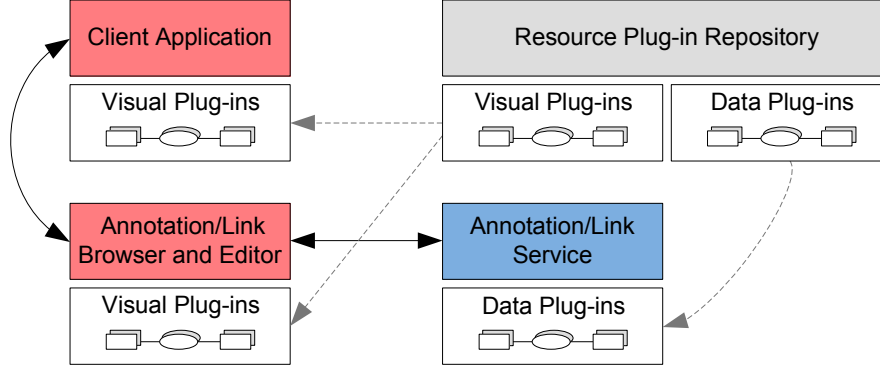 Client Application
Resource Plug-in Repository
Visual Plug-ins
Visual Plug-ins
Data Plug-ins
Annotation/Link
Browser and Editor
Annotation/Link
Service
Visual Plug-ins
Data Plug-ins